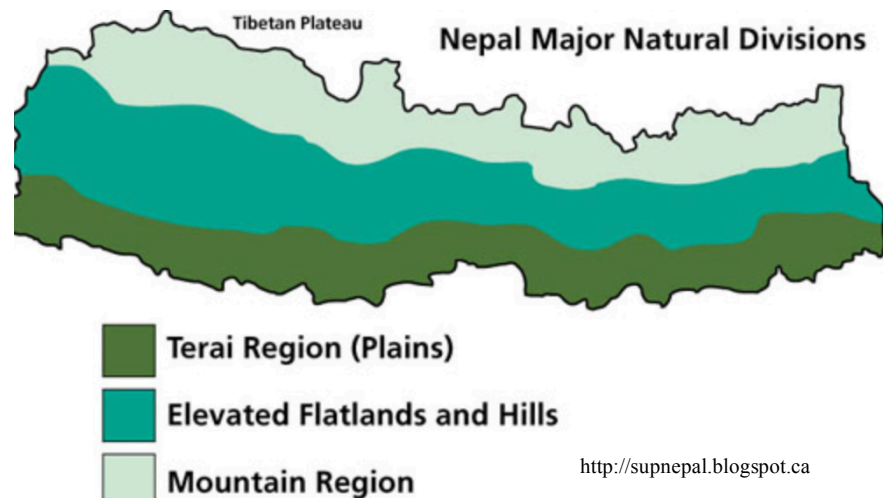 Tibetan Plateau
Nepal Major Natural Divisions
Terai Region (Plains)
Elevated Flatlands and Hills
Mountain Region
http://supnepal.blogspot.ca